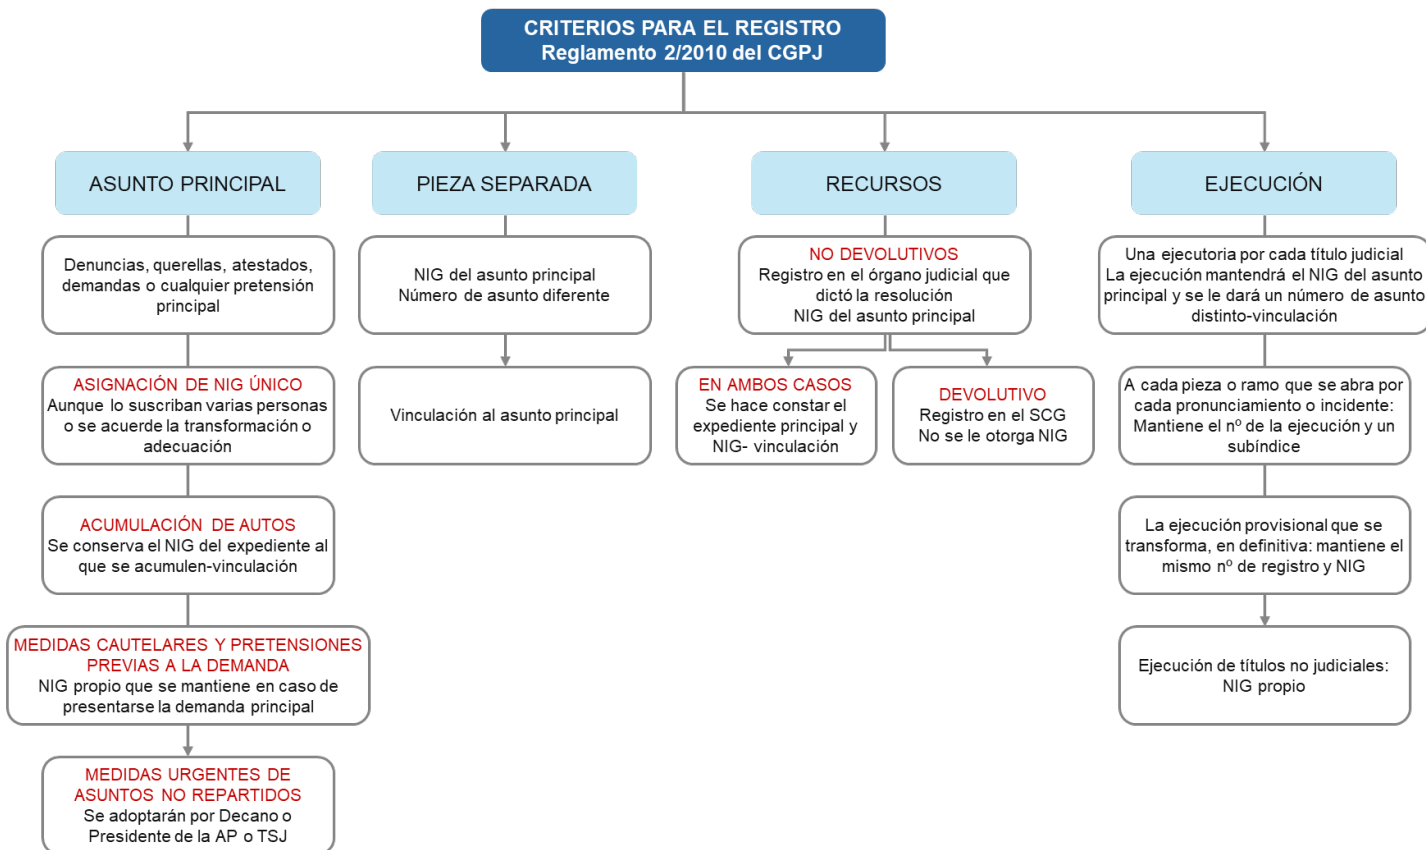 CRITERIOS PARA EL REGISTRO
Reglamento 2/2010 del CGPJ
ASUNTO PRINCIPAL
Denuncias, querellas, atestados,
demandas o cualquier pretensión
principal
ASIGNACIÓN DE NIG ÚNICO
Aunque lo suscriban varias personas
o se acuerde la transformación o
adecuación
ACUMULACIÓN DE AUTOS
Se conserva el NIG del expediente al
que se acumulen-vinculación
MEDIDAS CAUTELARES Y PRETENSIONES
PREVIAS A LA DEMANDA
NIG propio que se mantiene en caso de
presentarse la demanda principal
MEDIDAS URGENTES DE
ASUNTOS NO REPARTIDOS
Se adoptarán por Decano o
Presidente de la AP o TSJ
PIEZA SEPARADA
NIG del asunto principal
Número de asunto diferente
Vinculación al asunto principal
RECURSOS
NO DEVOLUTIVOS
Registro en el órgano judicial que
dictó la resolución
NIG del asunto principal
EN AMBOS CASOS
Se hace constar el
expediente principal y
NIG- vinculación
DEVOLUTIVO
Registro en el SCG
No se le otorga NIG
EJECUCIÓN
Una ejecutoria por cada título judicial
La ejecución mantendrá el NIG del asunto
principal y se le dará un número de asunto
distinto-vinculación
A cada pieza o ramo que se abra por
cada pronunciamiento o incidente:
Mantiene el nº de la ejecución y un
subíndice
La ejecución provisional que se
transforma, en definitiva: mantiene el
mismo nº de registro y NIG
Ejecución de títulos no judiciales:
NIG propio